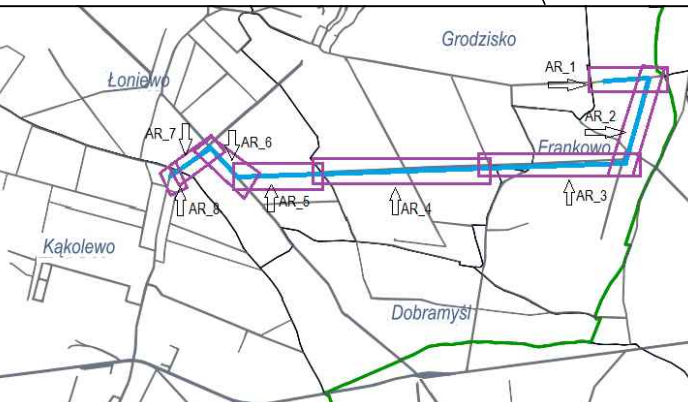 Grodzisko
AR_1
Łoniewo
AR_2
AR_7
AR_6
Frankowo
AR_5
AR_4
AR_3
AR_8
Kąkolewo
Dobramyśl